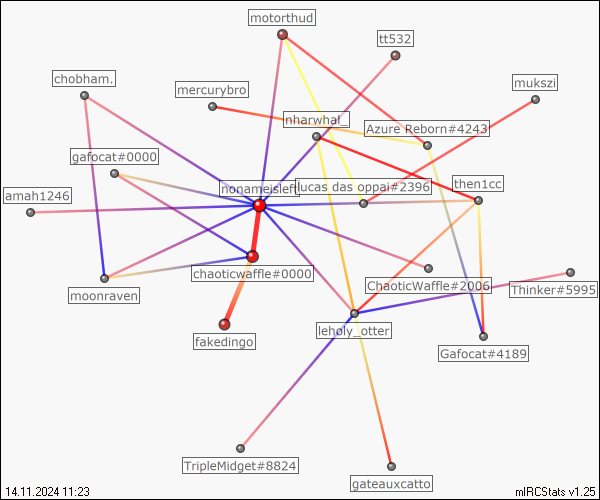 motorthud
tt532
chobham.
mercurybro
mukszi
nharwhal_
Azure Reborn#4243
gafocat#0000
nonameisleft
lucas das oppai#2396
then1cc
amah1246
chaoticwaffle#0000
ChaoticWaffle#2006
Thinker#5995
moonraven
leholy_otter
fakedingo
Gafocat#4189
TripleMidget#8824
gateauxcatto
14.11.2024 11:23
mIRCStats v1.25